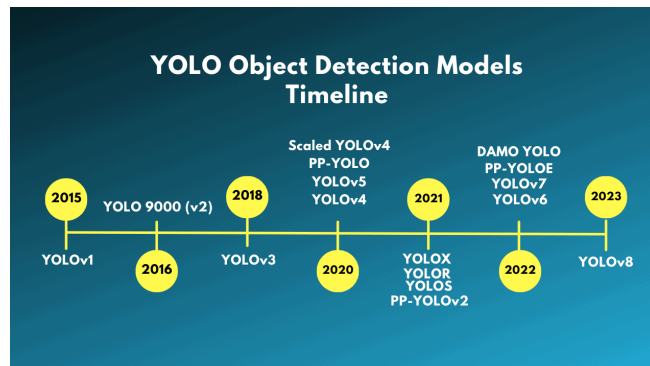 YOLO Object Detection Models
Timeline
2015
YOLOv1
YOLO 9000 (v2)
2016
2018
YOLOv3
Scaled YOLOv4
PP-YOLO
YOLOv5
YOLOv4
2020
2021
YOLOX
YOLOR
YOLOS
PP-YOLOv2
DAMO YOLO
PP-YOLOE
YOLOv7
YOLOv6
2022
2023
YOLOv8